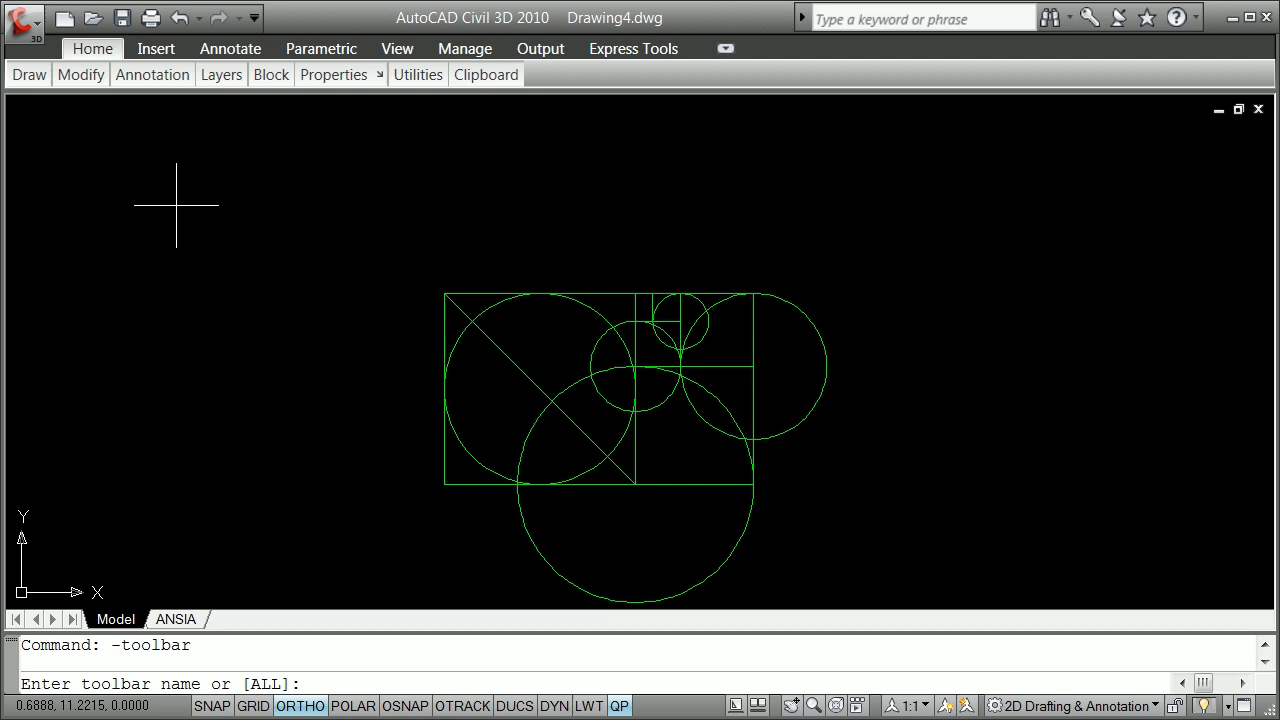 AutoCAD Civil 3D 2010 Drawing4.dwg
Type a keyword or phrase
3D
Home Insert Annotate Parametric View Manage Output Express Tools
Draw Modify Annotation Layers Block Properties Utilities Clipboard
Y
X
Model ANSIA
Command: -toolbar
Enter toolbar name or [ALL]:
0.6888, 11.2215, 0.0000 SNAP GRID ORTHO POLAR OSNAP OTRACK DUCS DYN LWT QP 1:1 2D Drafting & Annotation